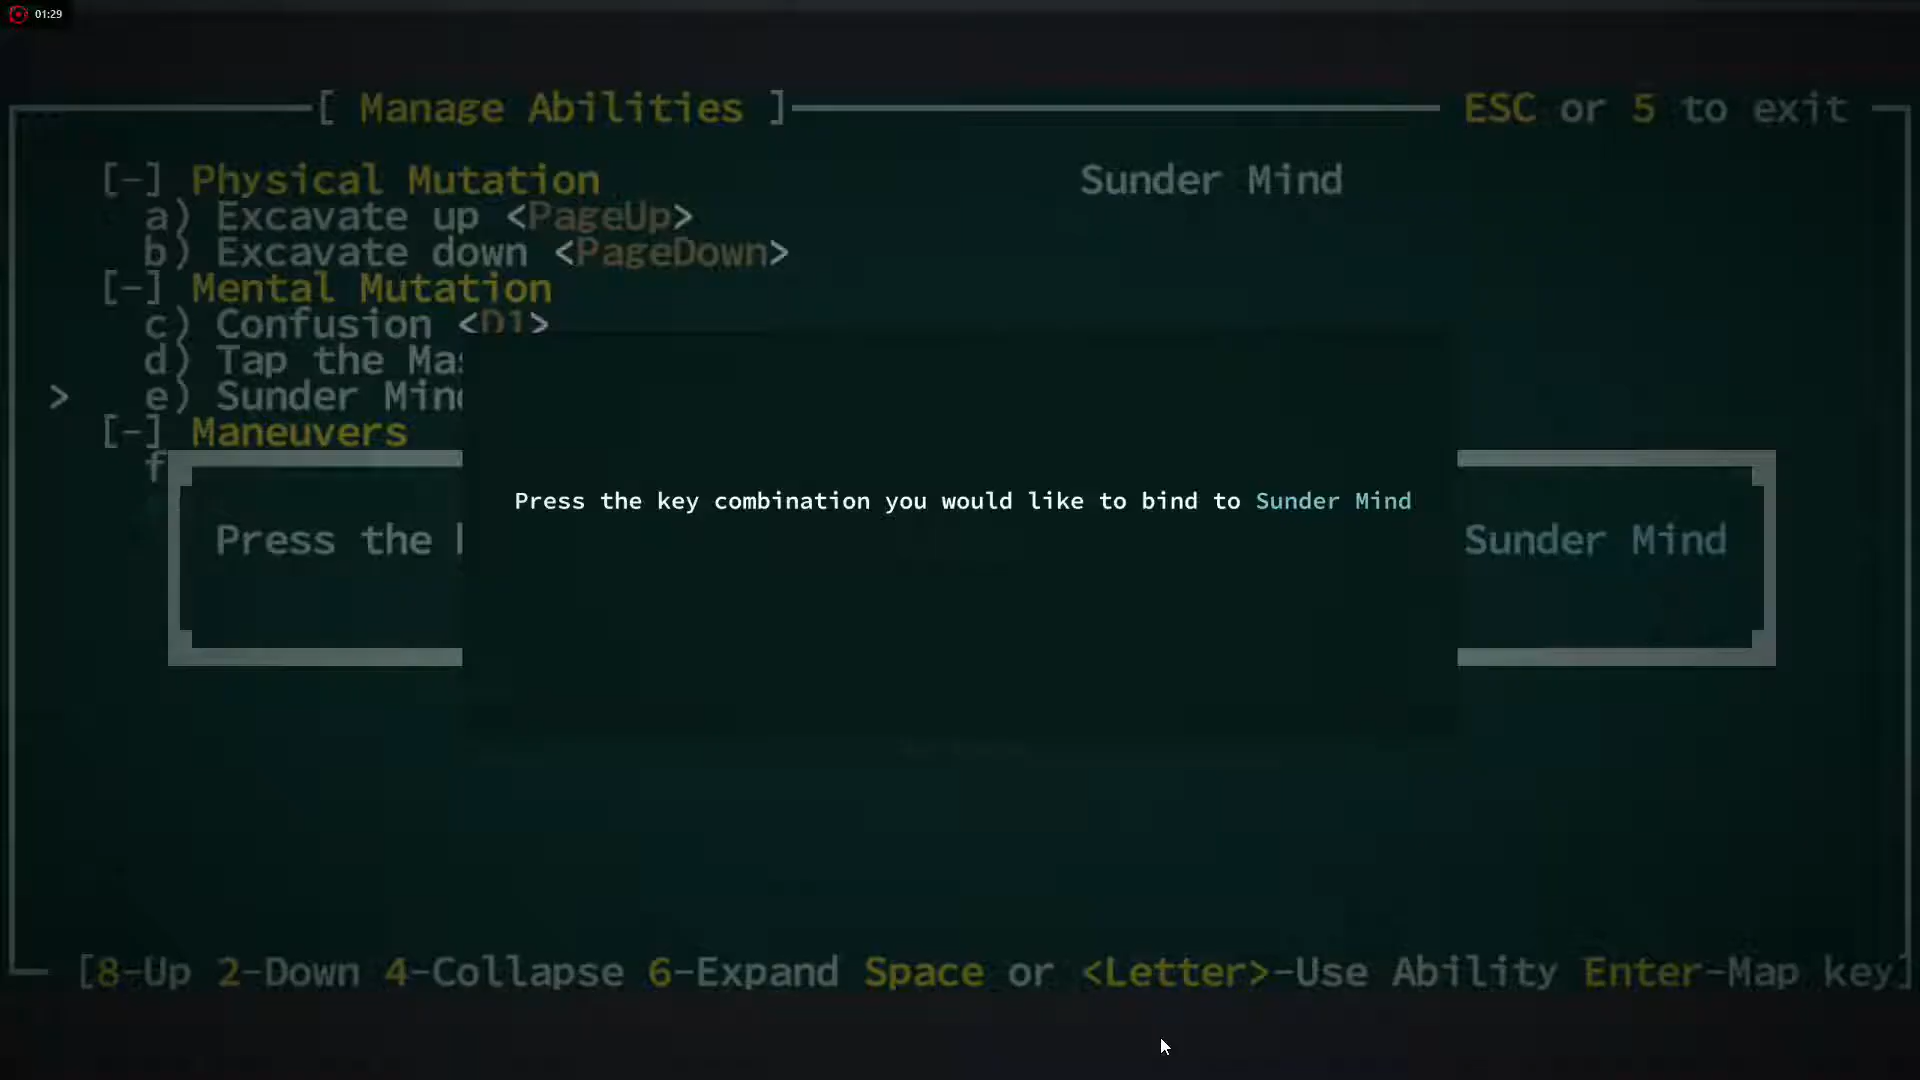 01:29
[ Manage Abilities ] ESC or 5 to exit
[-] Physical Mutation Sunder Mind
a) Excavate up <PageUp>
b) Excavate down <PageDown>
[-] Mental Mutation
c) Confusion <D1>
d) Tap the Mas
> e) Sunder Mind
[-] Maneuvers
f
Press the key combination you would like to bind to Sunder Mind
Press the Sunder Mind
[8-Up 2-Down 4-Collapse 6-Expand Space or <Letter>-Use Ability Enter-Map key]